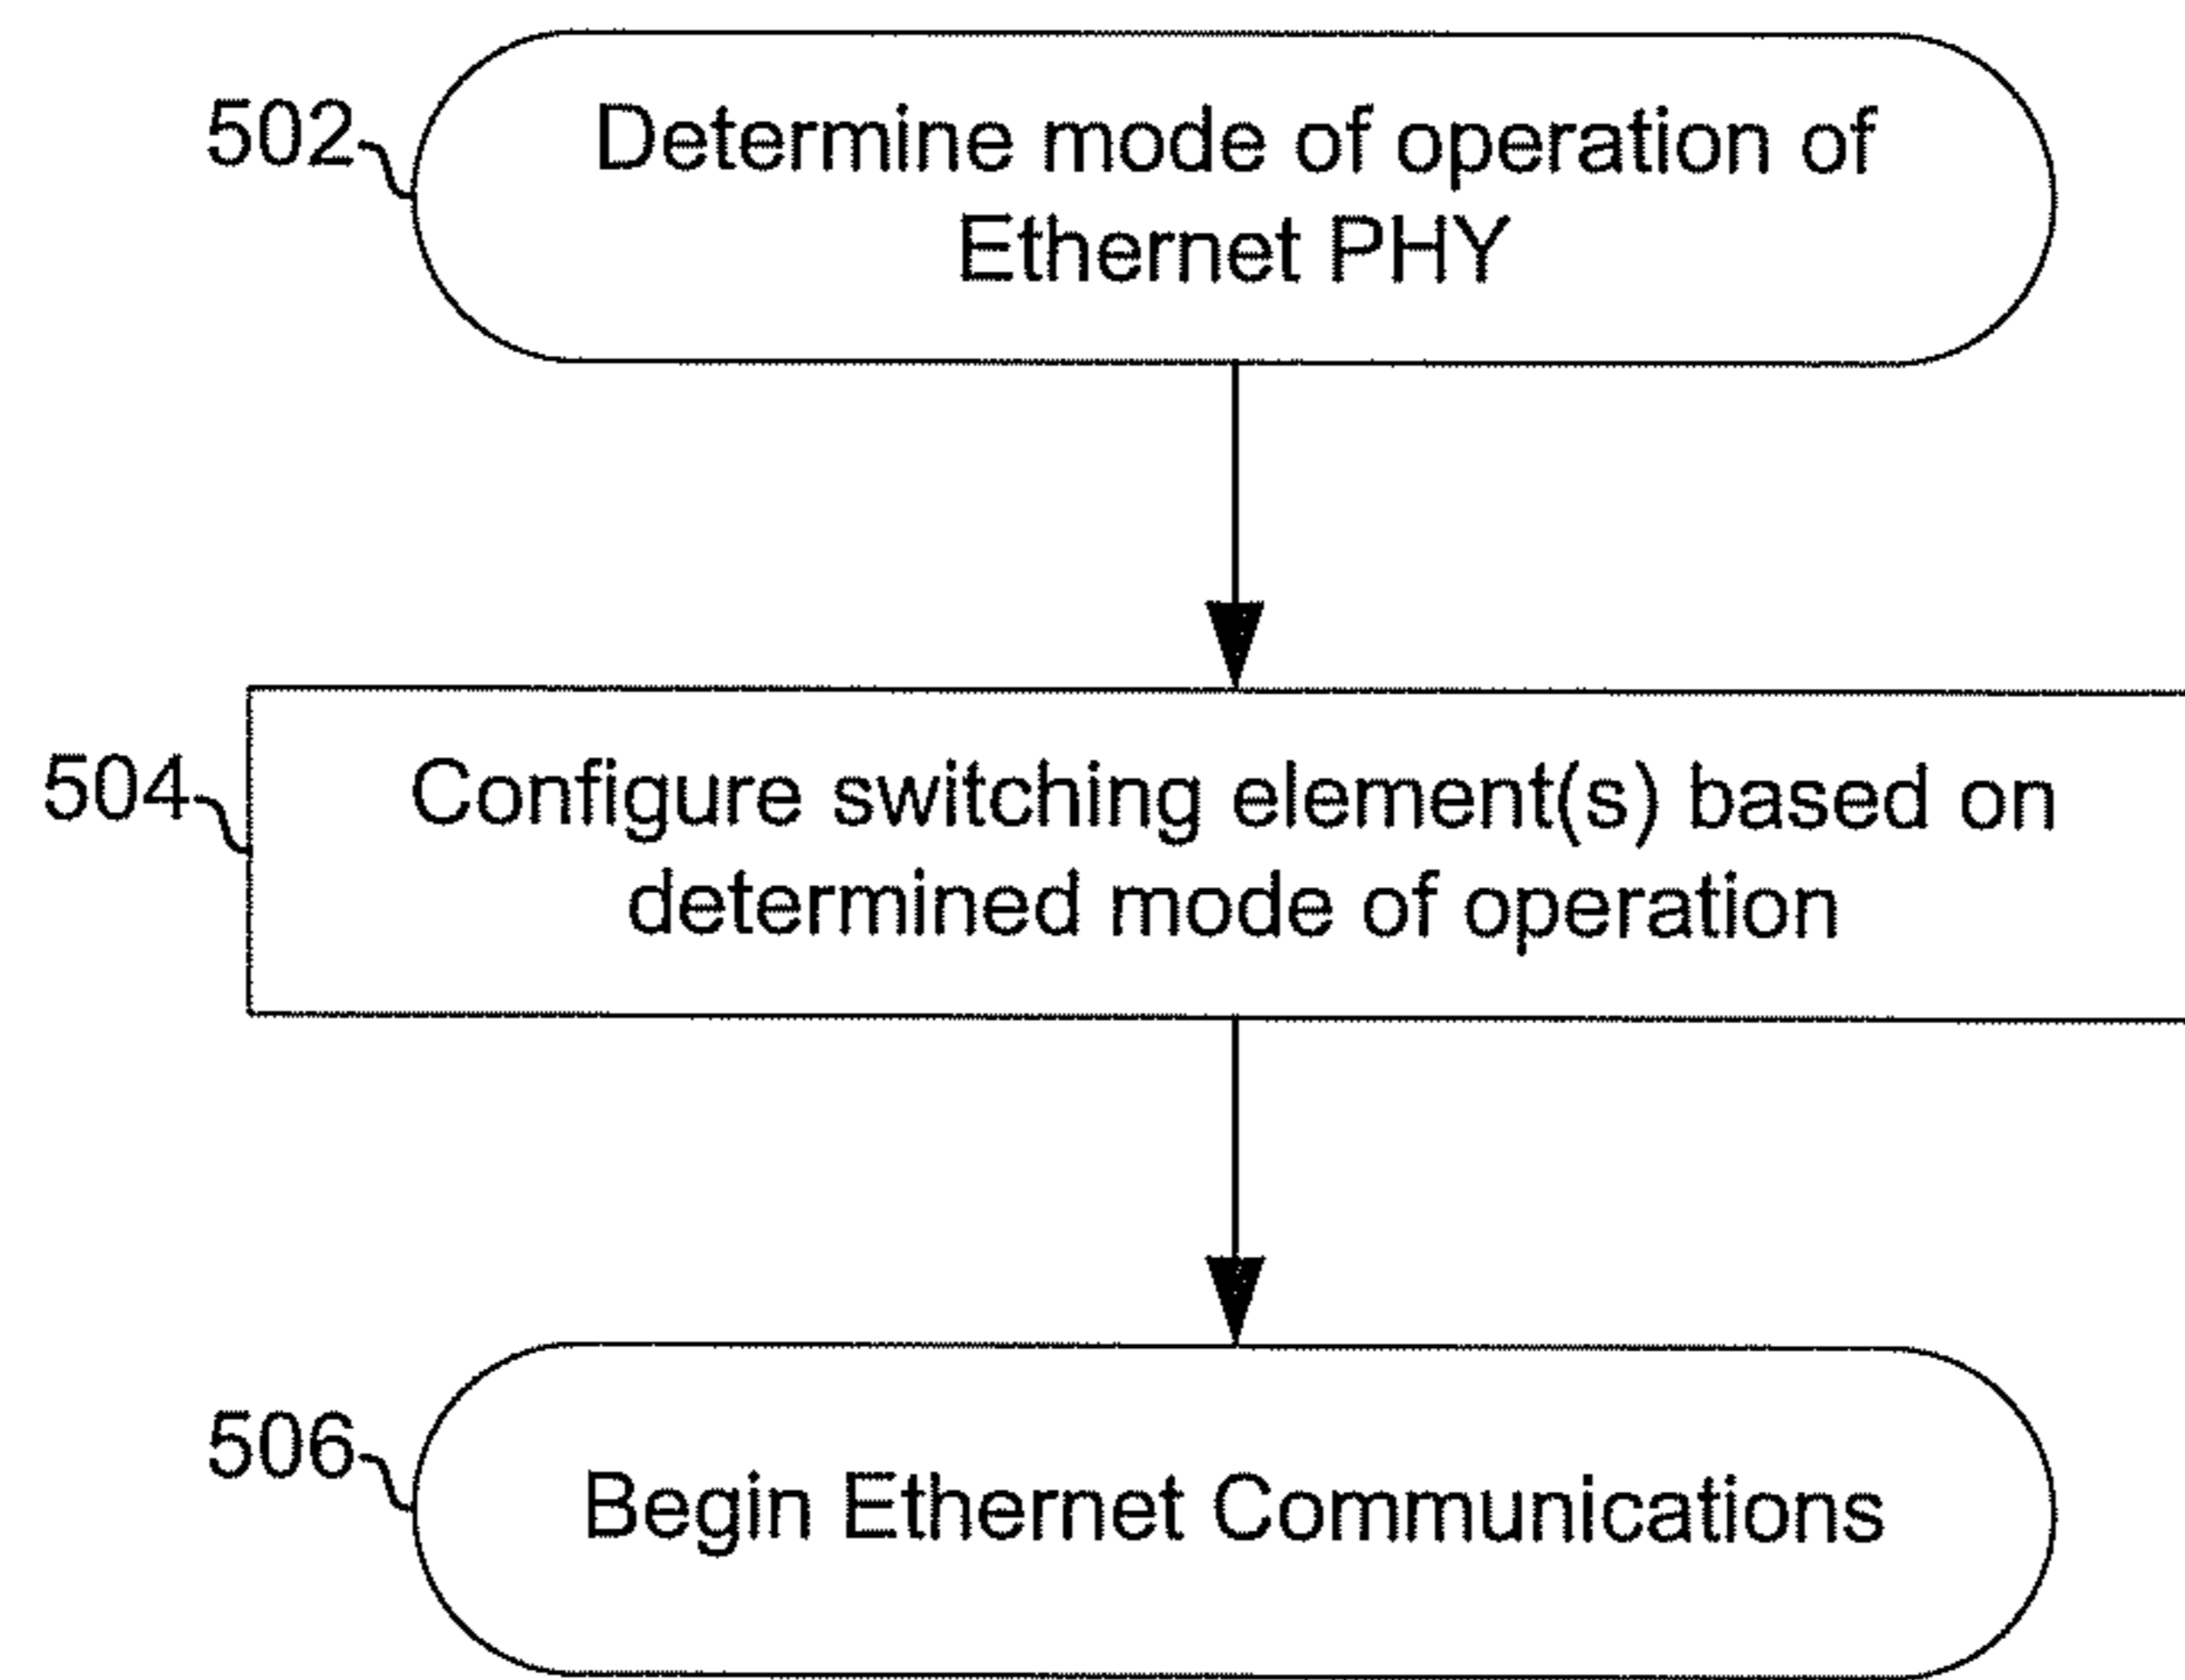 502
Determine mode of operation of
Ethernet PHY
504
Configure switching element(s) based on
determined mode of operation
506
Begin Ethernet Communications